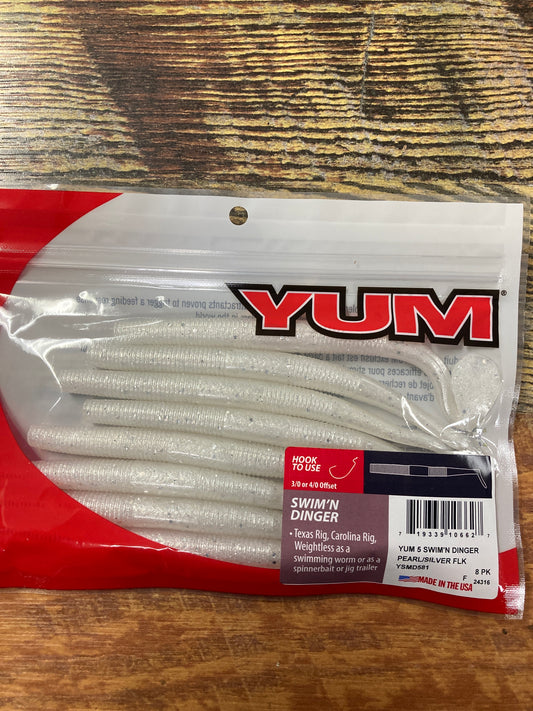 YUM®
HOOK
TO USE
3/0 or 4/0 Offset
SWIM'N
DINGER
• Texas Rig, Carolina Rig,
Weightless as a
swimming worm or as a
spinnerbait or jig trailer
7 19339 10662 7
YUM 5 SWIM'N DINGER
PEARL/SILVER FLK
YSMD581
8 PK
F 24316
MADE IN THE USA